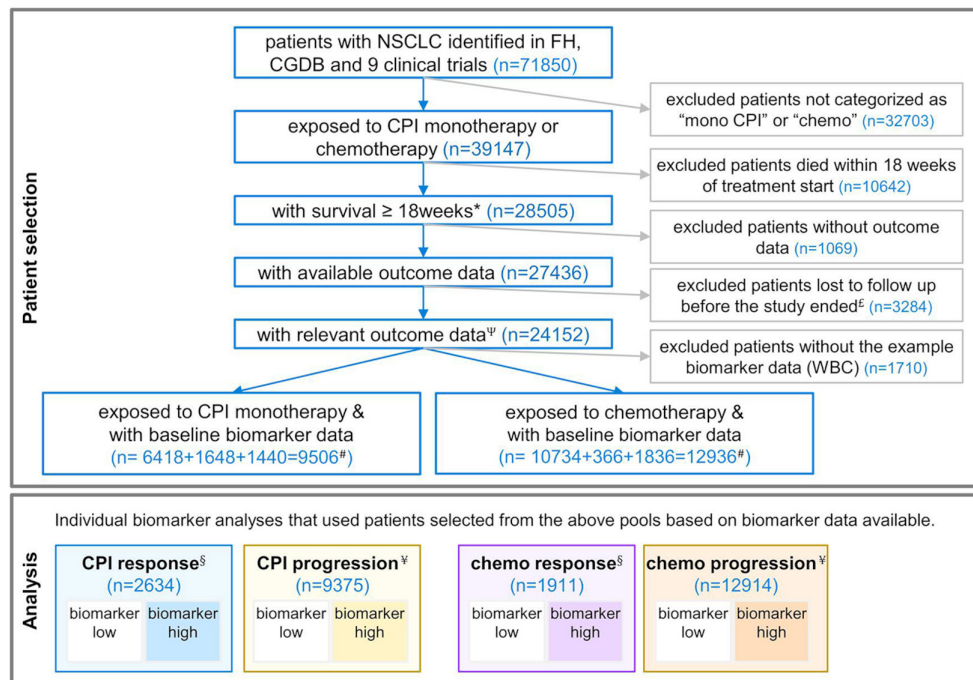 Patient selection
patients with NSCLC identified in FH,
CGDB and 9 clinical trials (n=71850)
excluded patients not categorized as
“mono CPI” or “chemo” (n=32703)
exposed to CPI monotherapy or
chemotherapy (n=39147)
excluded patients died within 18 weeks
of treatment start (n=10642)
with survival ≥ 18weeks* (n=28505)
excluded patients without outcome
data (n=1069)
with available outcome data (n=27436)
excluded patients lost to follow up
before the study ended£ (n=3284)
with relevant outcome dataΨ (n=24152)
excluded patients without the example
biomarker data (WBC) (n=1710)
exposed to CPI monotherapy &
with baseline biomarker data
(n= 6418+1648+1440=9506#)
exposed to chemotherapy &
with baseline biomarker data
(n= 10734+366+1836=12936#)
Analysis
Individual biomarker analyses that used patients selected from the above pools based on biomarker data available.
CPI response§
(n=2634)
biomarker
low
biomarker
high
CPI progression¥
(n=9375)
biomarker
low
biomarker
high
chemo response§
(n=1911)
biomarker
low
biomarker
high
chemo progression¥
(n=12914)
biomarker
low
biomarker
high